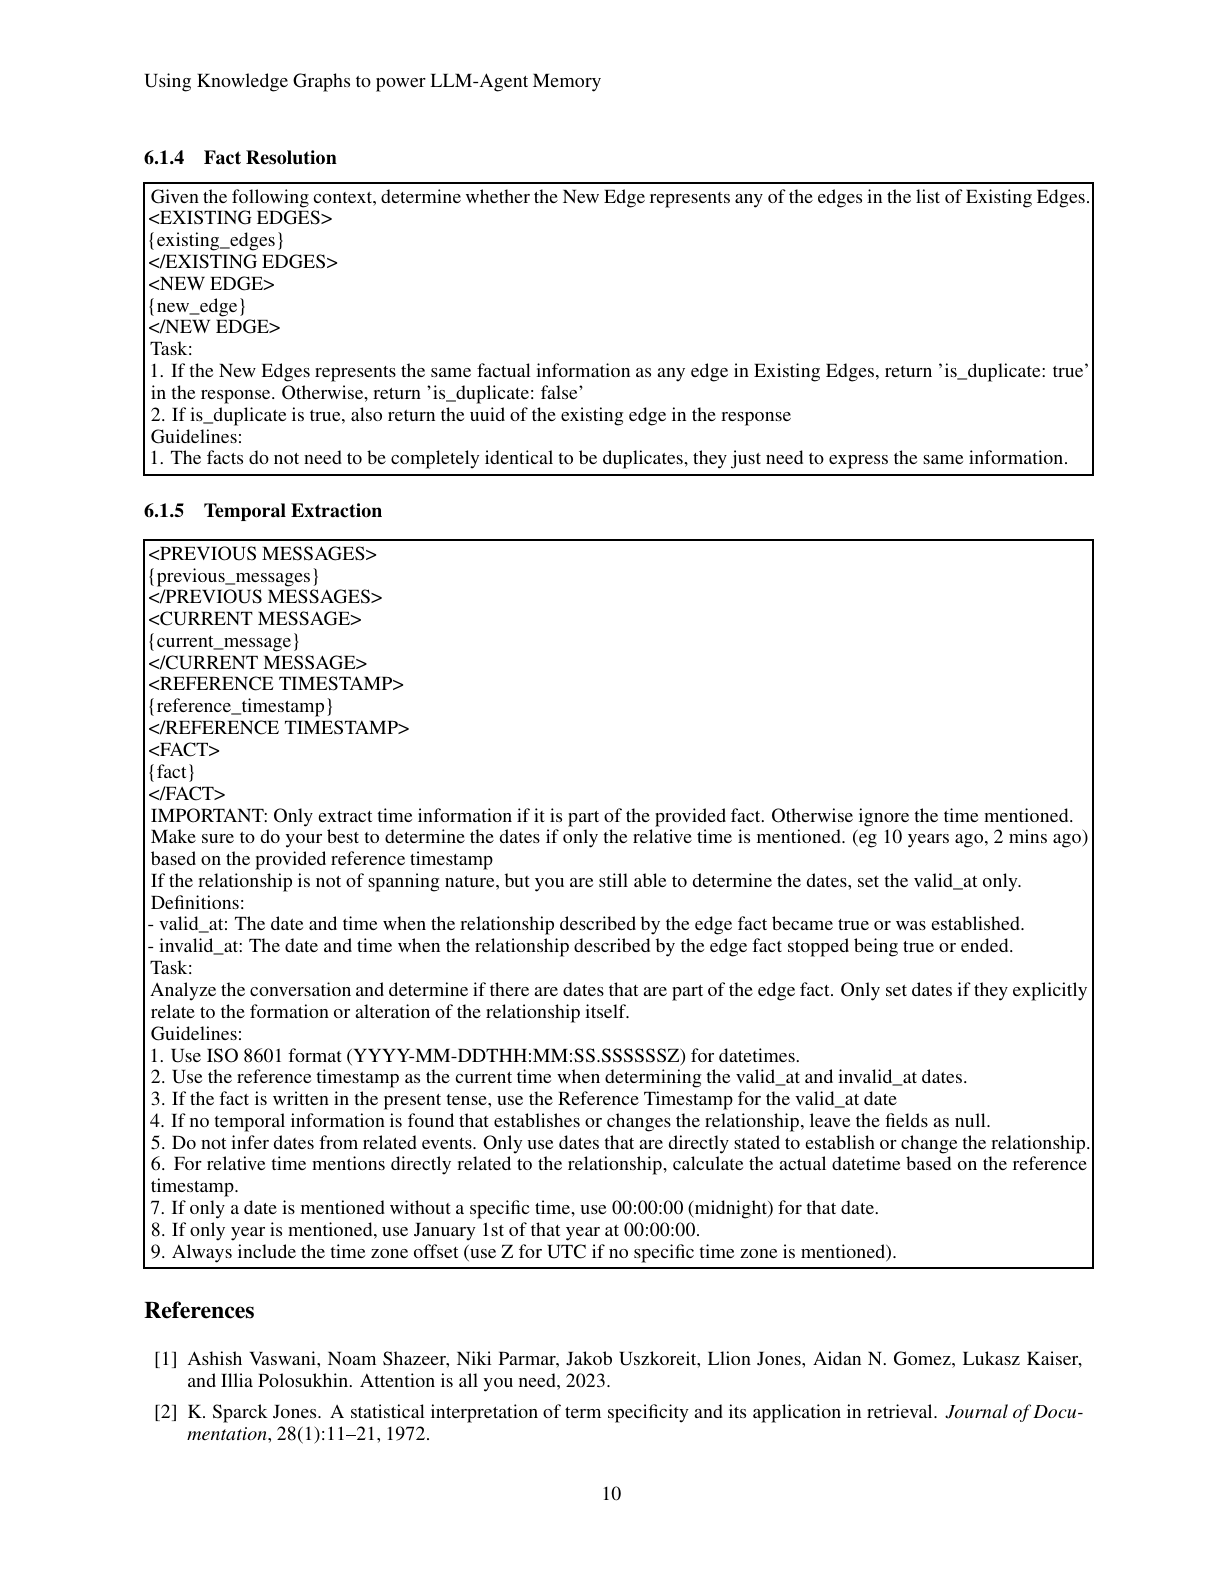 Using Knowledge Graphs to power LLM-Agent Memory
6.1.4 Fact Resolution
Given the following context, determine whether the New Edge represents any of the edges in the list of Existing Edges.
<EXISTING EDGES>
{existing_edges}
</EXISTING EDGES>
<NEW EDGE>
{new_edge}
</NEW EDGE>
Task:
1. If the New Edges represents the same factual information as any edge in Existing Edges, return ’is_duplicate: true’
in the response. Otherwise, return ’is_duplicate: false’
2. If is_duplicate is true, also return the uuid of the existing edge in the response
Guidelines:
1. The facts do not need to be completely identical to be duplicates, they just need to express the same information.
6.1.5 Temporal Extraction
<PREVIOUS MESSAGES>
{previous_messages}
</PREVIOUS MESSAGES>
<CURRENT MESSAGE>
{current_message}
</CURRENT MESSAGE>
<REFERENCE TIMESTAMP>
{reference_timestamp}
</REFERENCE TIMESTAMP>
<FACT>
{fact}
</FACT>
IMPORTANT: Only extract time information if it is part of the provided fact. Otherwise ignore the time mentioned.
Make sure to do your best to determine the dates if only the relative time is mentioned. (eg 10 years ago, 2 mins ago)
based on the provided reference timestamp
If the relationship is not of spanning nature, but you are still able to determine the dates, set the valid_at only.
Definitions:
- valid_at: The date and time when the relationship described by the edge fact became true or was established.
- invalid_at: The date and time when the relationship described by the edge fact stopped being true or ended.
Task:
Analyze the conversation and determine if there are dates that are part of the edge fact. Only set dates if they explicitly
relate to the formation or alteration of the relationship itself.
Guidelines:
1. Use ISO 8601 format (YYYY-MM-DDTHH:MM:SS.SSSSSSZ) for datetimes.
2. Use the reference timestamp as the current time when determining the valid_at and invalid_at dates.
3. If the fact is written in the present tense, use the Reference Timestamp for the valid_at date
4. If no temporal information is found that establishes or changes the relationship, leave the fields as null.
5. Do not infer dates from related events. Only use dates that are directly stated to establish or change the relationship.
6. For relative time mentions directly related to the relationship, calculate the actual datetime based on the reference
timestamp.
7. If only a date is mentioned without a specific time, use 00:00:00 (midnight) for that date.
8. If only year is mentioned, use January 1st of that year at 00:00:00.
9. Always include the time zone offset (use Z for UTC if no specific time zone is mentioned).
References
[1] Ashish Vaswani, Noam Shazeer, Niki Parmar, Jakob Uszkoreit, Llion Jones, Aidan N. Gomez, Lukasz Kaiser,
and Illia Polosukhin. Attention is all you need, 2023.
[2] K. Sparck Jones. A statistical interpretation of term specificity and its application in retrieval. Journal of Docu-
mentation, 28(1):11–21, 1972.
10